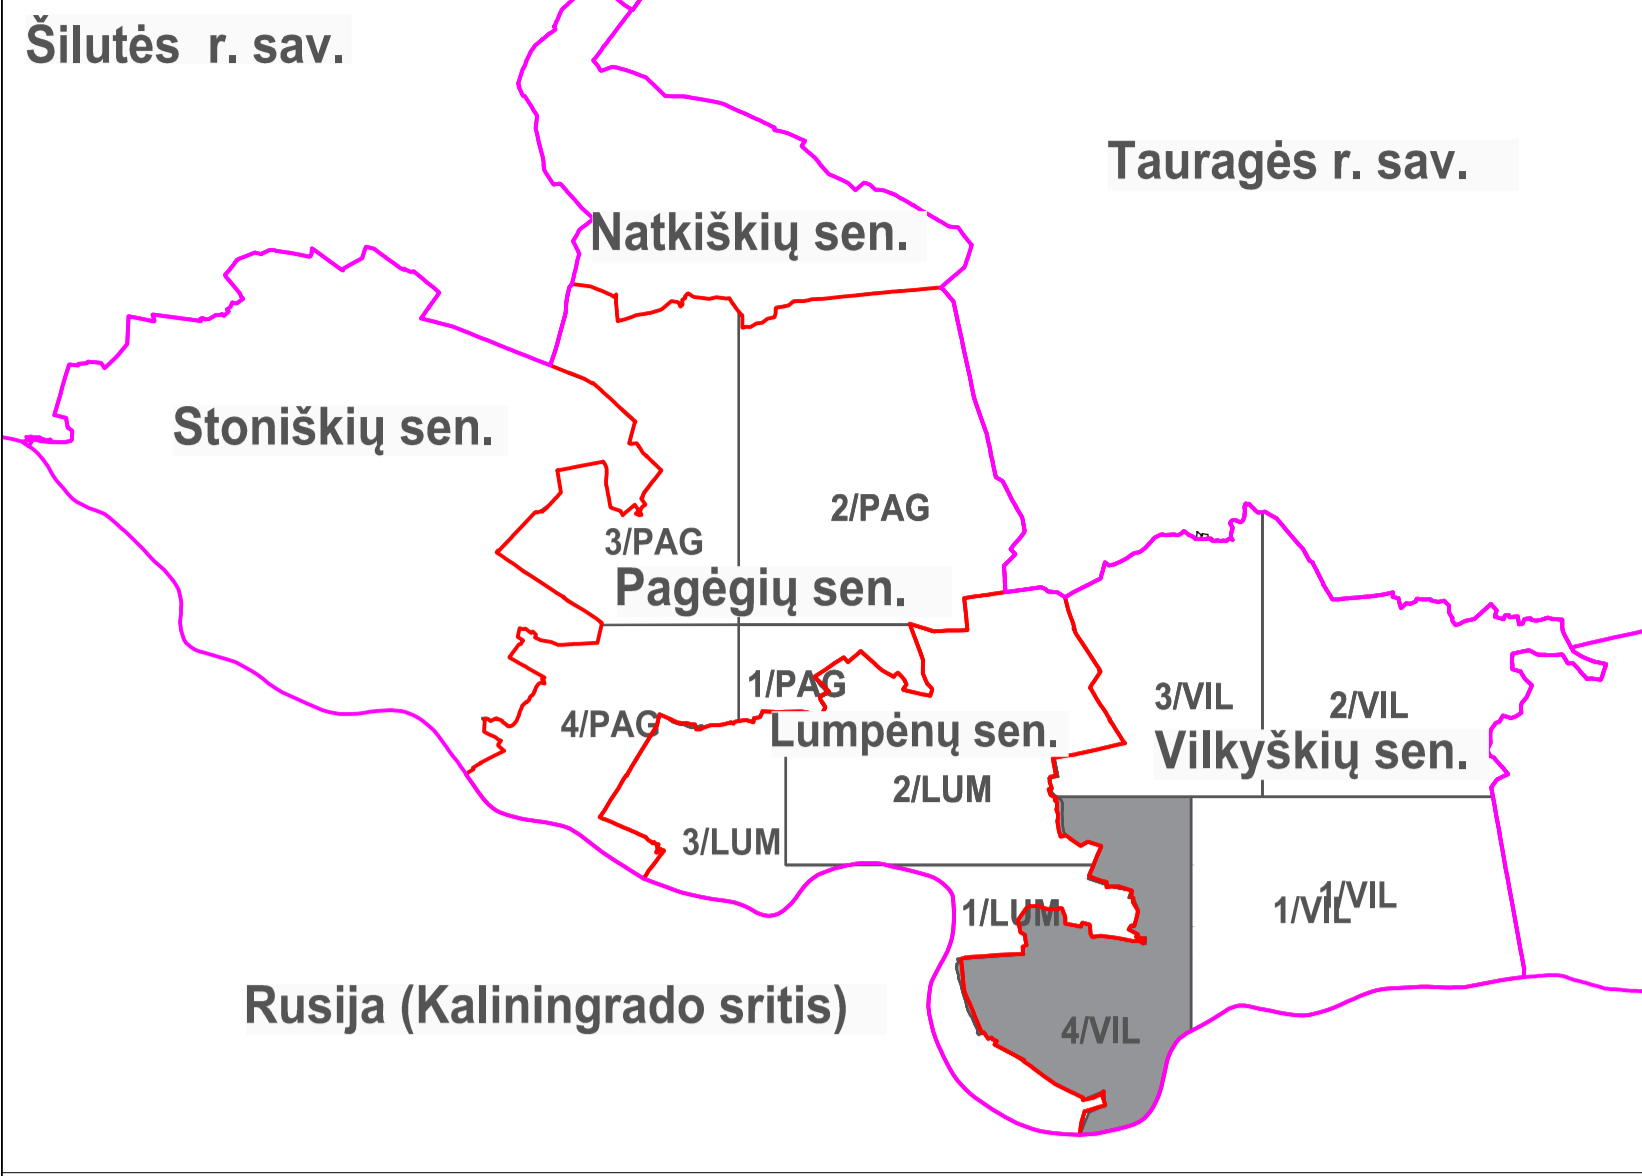 Šilutės r. sav.
Tauragės r. sav.
Natkiškių sen.
Stoniškių sen.
2/PAG
3/PAG
Pagėgių sen.
1/PAG
3/VIL
2/VIL
4/PAG
Lumpėnų sen.
Vilkyškių sen.
2/LUM
3/LUM
1/VIL
1/VIL
1/LUM
Rusija (Kaliningrado sritis)
4/VIL